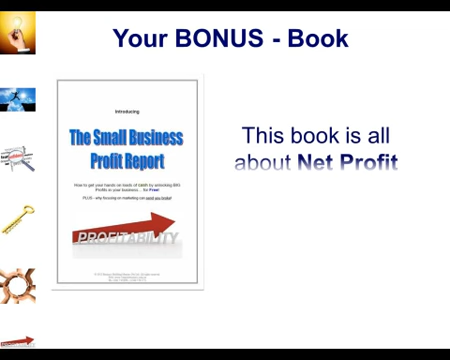 Your BONUS - Book
Introducing
The Small Business
Profit Report
How to get your hands on loads of cash by unlocking BIG
Profits in your business ... for Free!
PLUS - why focusing on marketing can send you broke!
PROFITABILITY
This book is all
about Net Profit